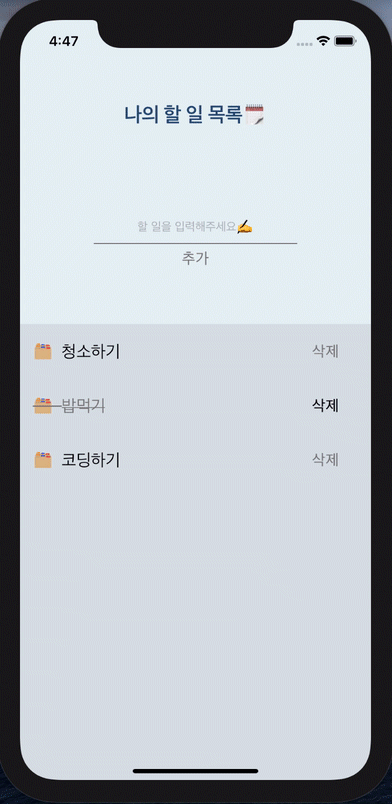 4:47
나의 할 일 목록🗓️
할 일을 입력해주세요✍️
추가
🗂️ 청소하기 삭제
🗂️ 밥먹기 삭제
🗂️ 코딩하기 삭제